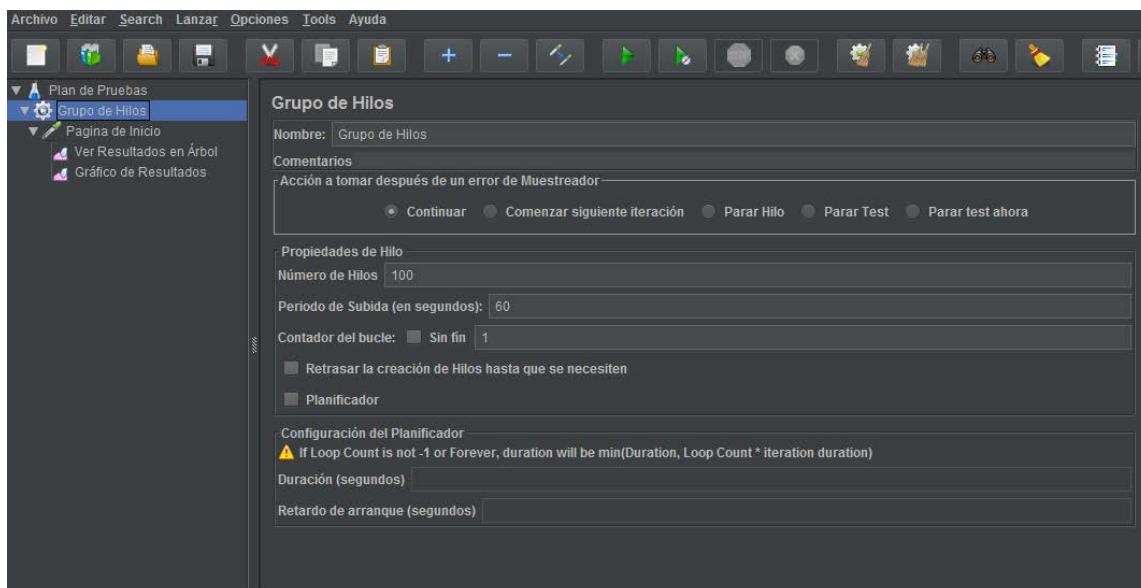 Archivo Editar Search Lanzar Opciones Tools Ayuda
Plan de Pruebas
Grupo de Hilos
Pagina de Inicio
Ver Resultados en Árbol
Gráfico de Resultados
Grupo de Hilos
Nombre: Grupo de Hilos
Comentarios
Acción a tomar después de un error de Muestreador
Continuar Comenzar siguiente iteración Parar Hilo Parar Test Parar test ahora
Propiedades de Hilo
Número de Hilos 100
Periodo de Subida (en segundos): 60
Contador del bucle: Sin fin 1
Retrasar la creación de Hilos hasta que se necesiten
Planificador
Configuración del Planificador
If Loop Count is not -1 or Forever, duration will be min(Duration, Loop Count * iteration duration)
Duración (segundos)
Retardo de arranque (segundos)